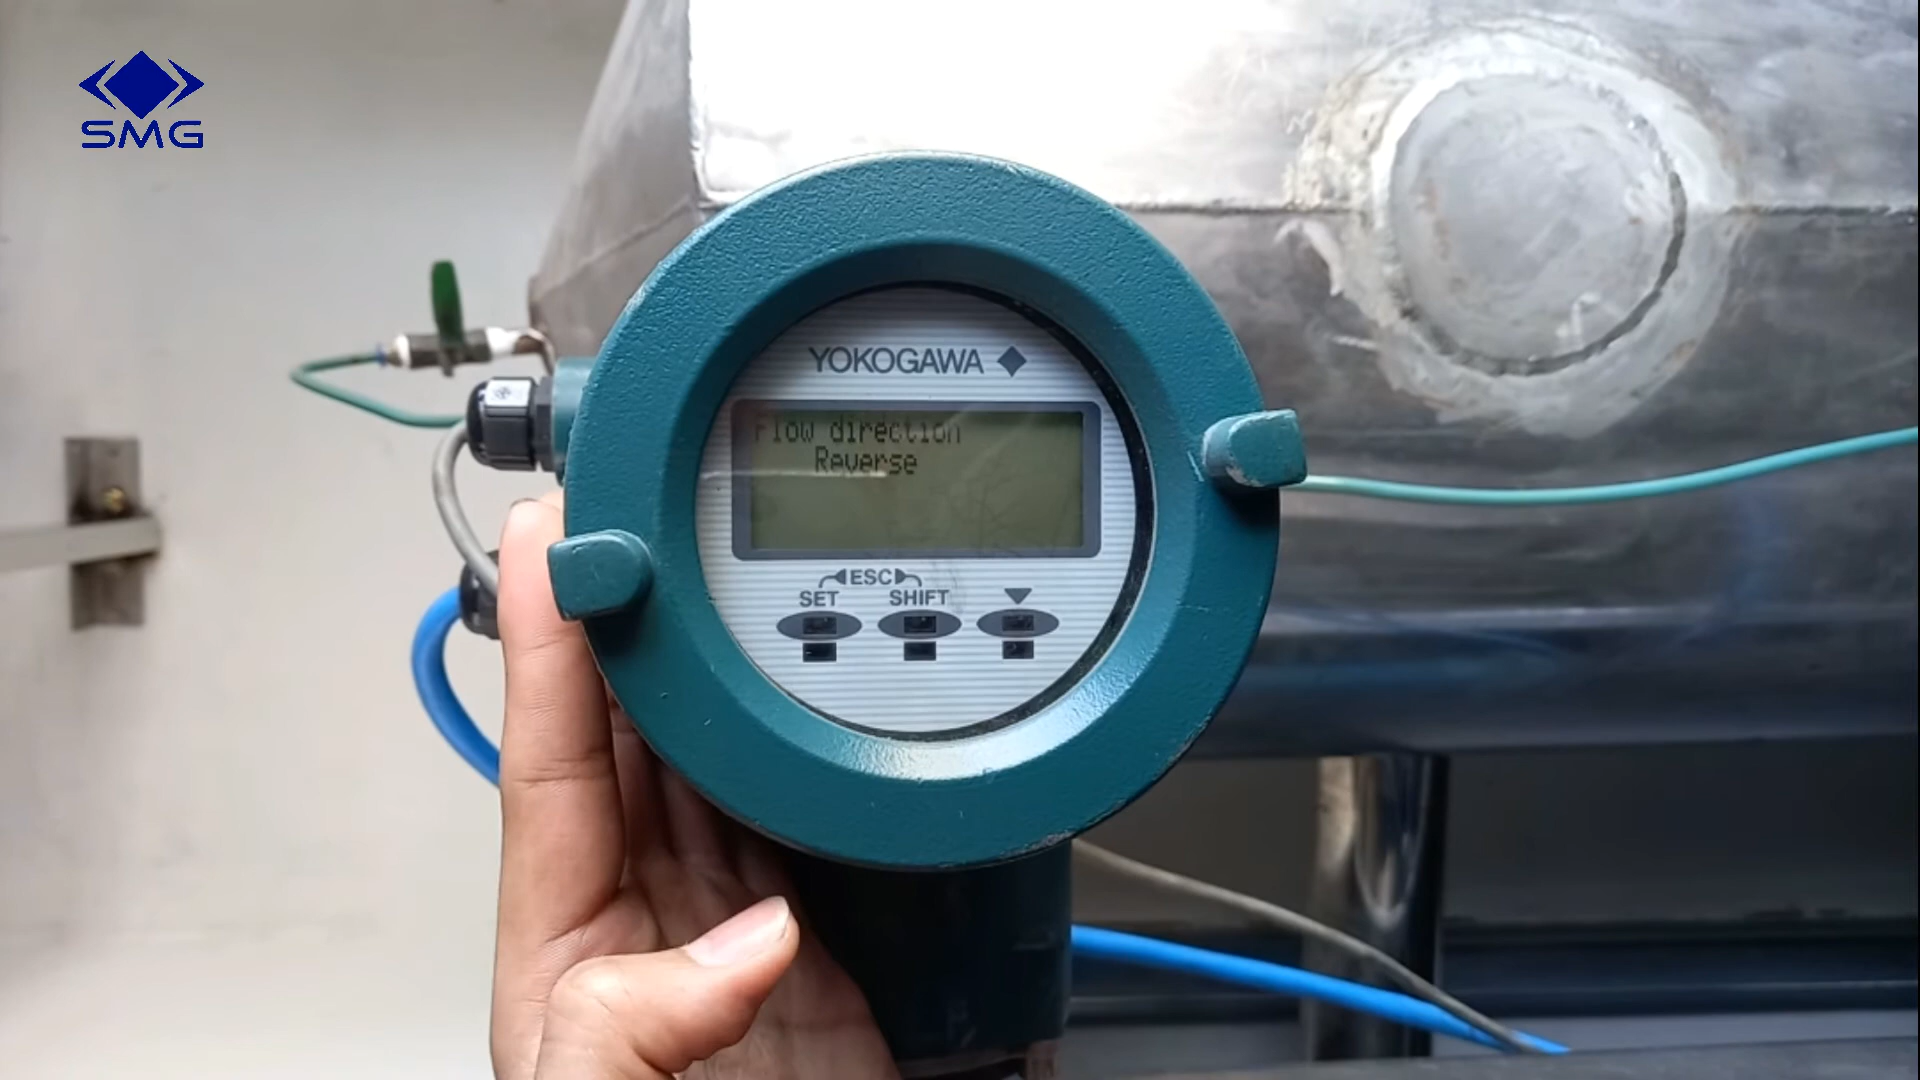 SMG
YOKOGAWA
Flow direction
Reverse
ESC
SET SHIFT